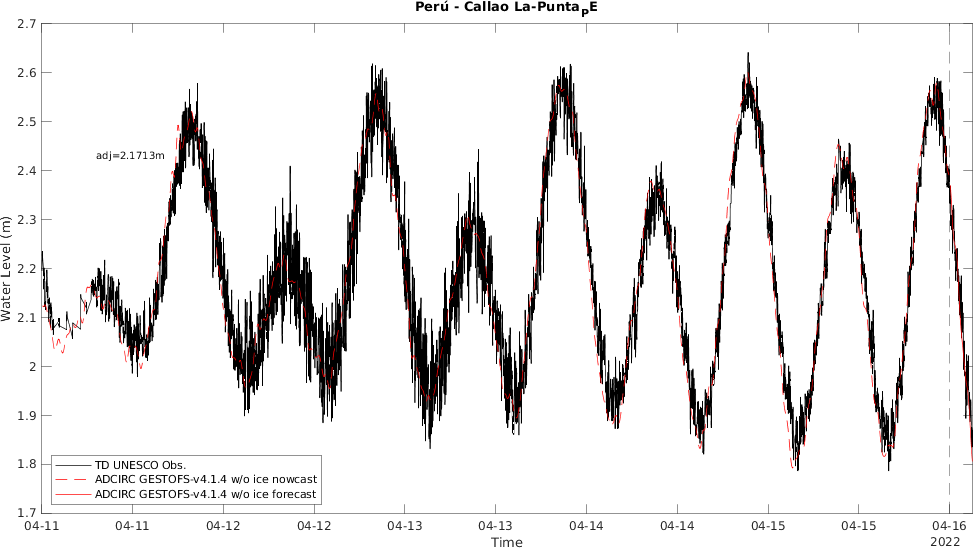 Perú - Callao La-Punta_PE
2.7
2.6
2.5
2.4
2.3
2.2
2.1
2
1.9
1.8
1.7
Water Level (m)
adj=2.1713m
TD UNESCO Obs.
ADCIRC GESTOFS-v4.1.4 w/o ice nowcast
ADCIRC GESTOFS-v4.1.4 w/o ice forecast
04-11 04-11 04-12 04-12 04-13 04-13 04-14 04-14 04-15 04-15 04-16
2022
Time